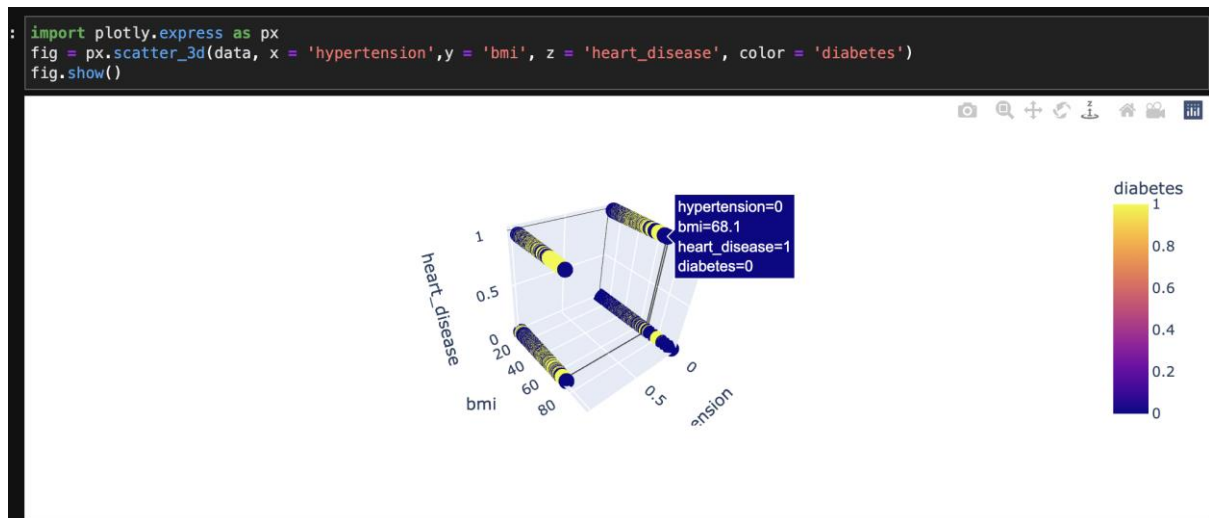 :
import plotly.express as px
fig = px.scatter_3d(data, x = 'hypertension',y = 'bmi', z = 'heart_disease', color = 'diabetes')
fig.show()
diabetes
1
0.8
0.6
0.4
0.2
0
hypertension=0
bmi=68.1
heart_disease=1
diabetes=0
heart_disease
1
0.5
0
bmi
20
40
60
80
0
0.5
ension